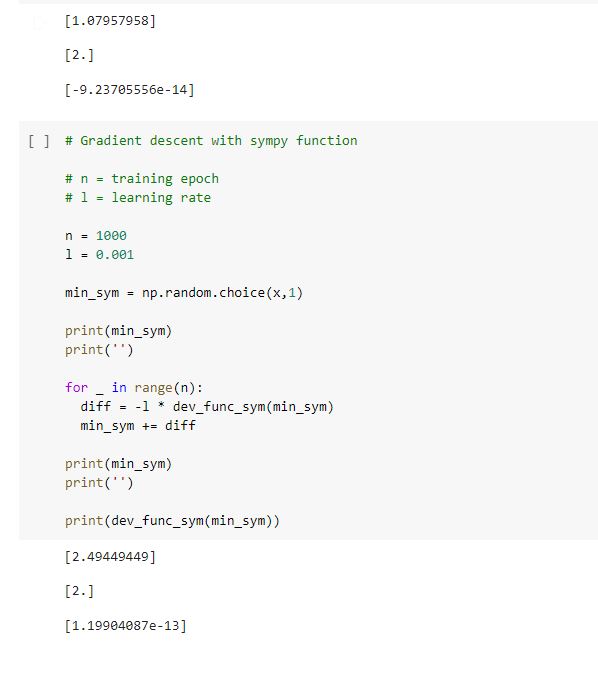 [1.07957958]
[2.]
[-9.23705556e-14]
[ ] # Gradient descent with sympy function
# n = training epoch
# l = learning rate
n = 1000
l = 0.001
min_sym = np.random.choice(x,1)
print(min_sym)
print('')
for _ in range(n):
  diff = -l * dev_func_sym(min_sym)
  min_sym += diff
print(min_sym)
print('')
print(dev_func_sym(min_sym))
[2.49449449]
[2.]
[1.19904087e-13]